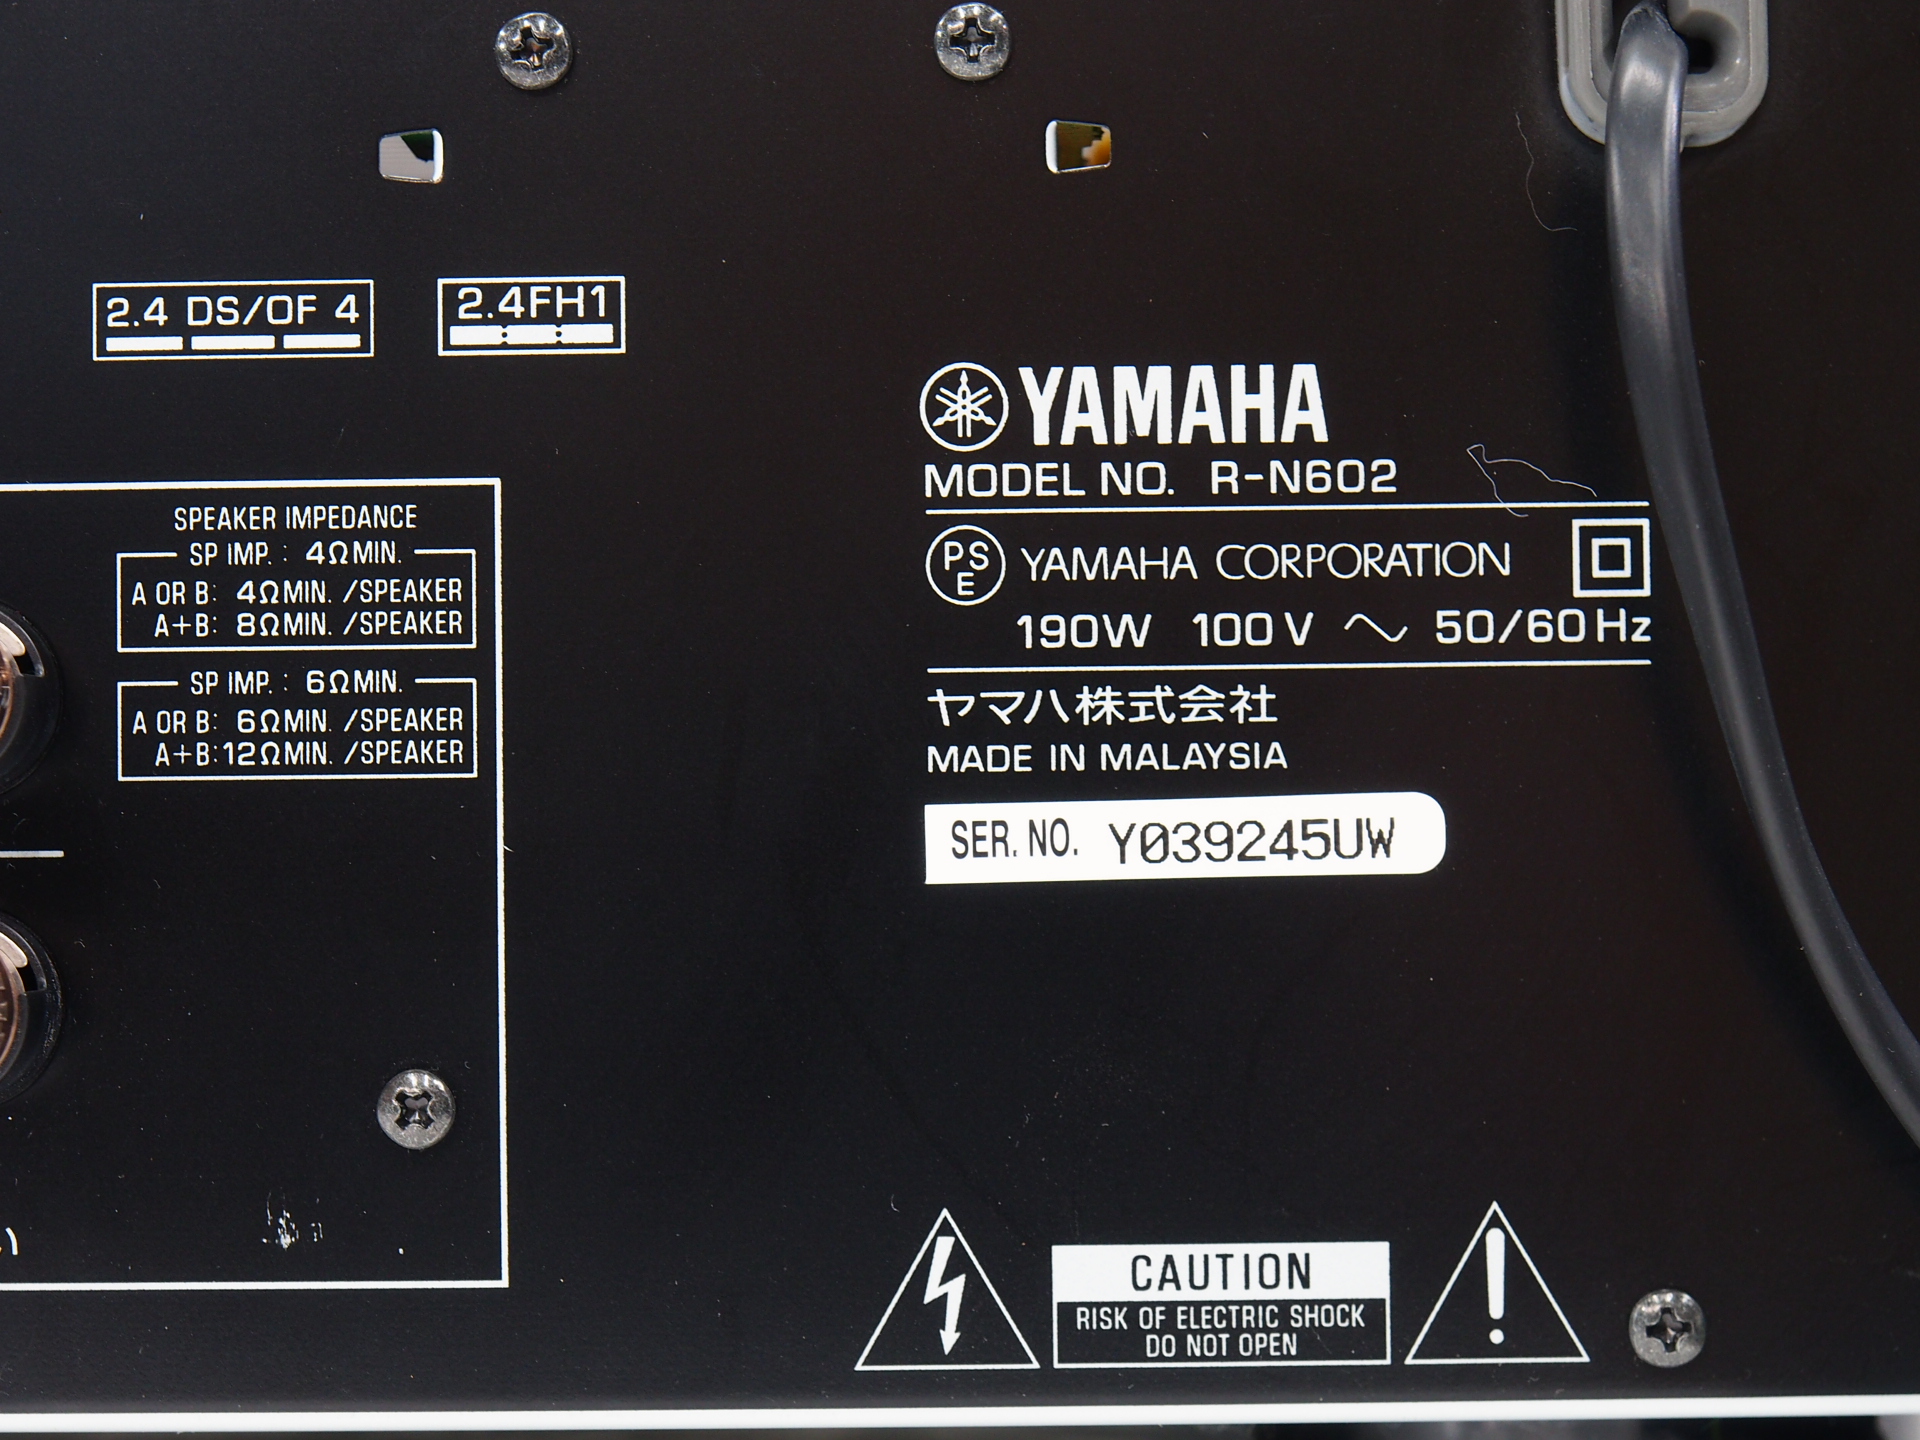 2.4 DS/OF 4
2.4FH1
YAMAHA
MODEL NO. R-N602
PSE YAMAHA CORPORATION
190W 100V ~ 50/60Hz
ヤマハ株式会社
MADE IN MALAYSIA
SER. NO. Y039245UW
SPEAKER IMPEDANCE
SP IMP. : 4ΩMIN.
A OR B: 4ΩMIN. /SPEAKER
A+B: 8ΩMIN. /SPEAKER
SP IMP. : 6ΩMIN.
A OR B: 6ΩMIN. /SPEAKER
A+B:12ΩMIN. /SPEAKER
CAUTION
RISK OF ELECTRIC SHOCK
DO NOT OPEN